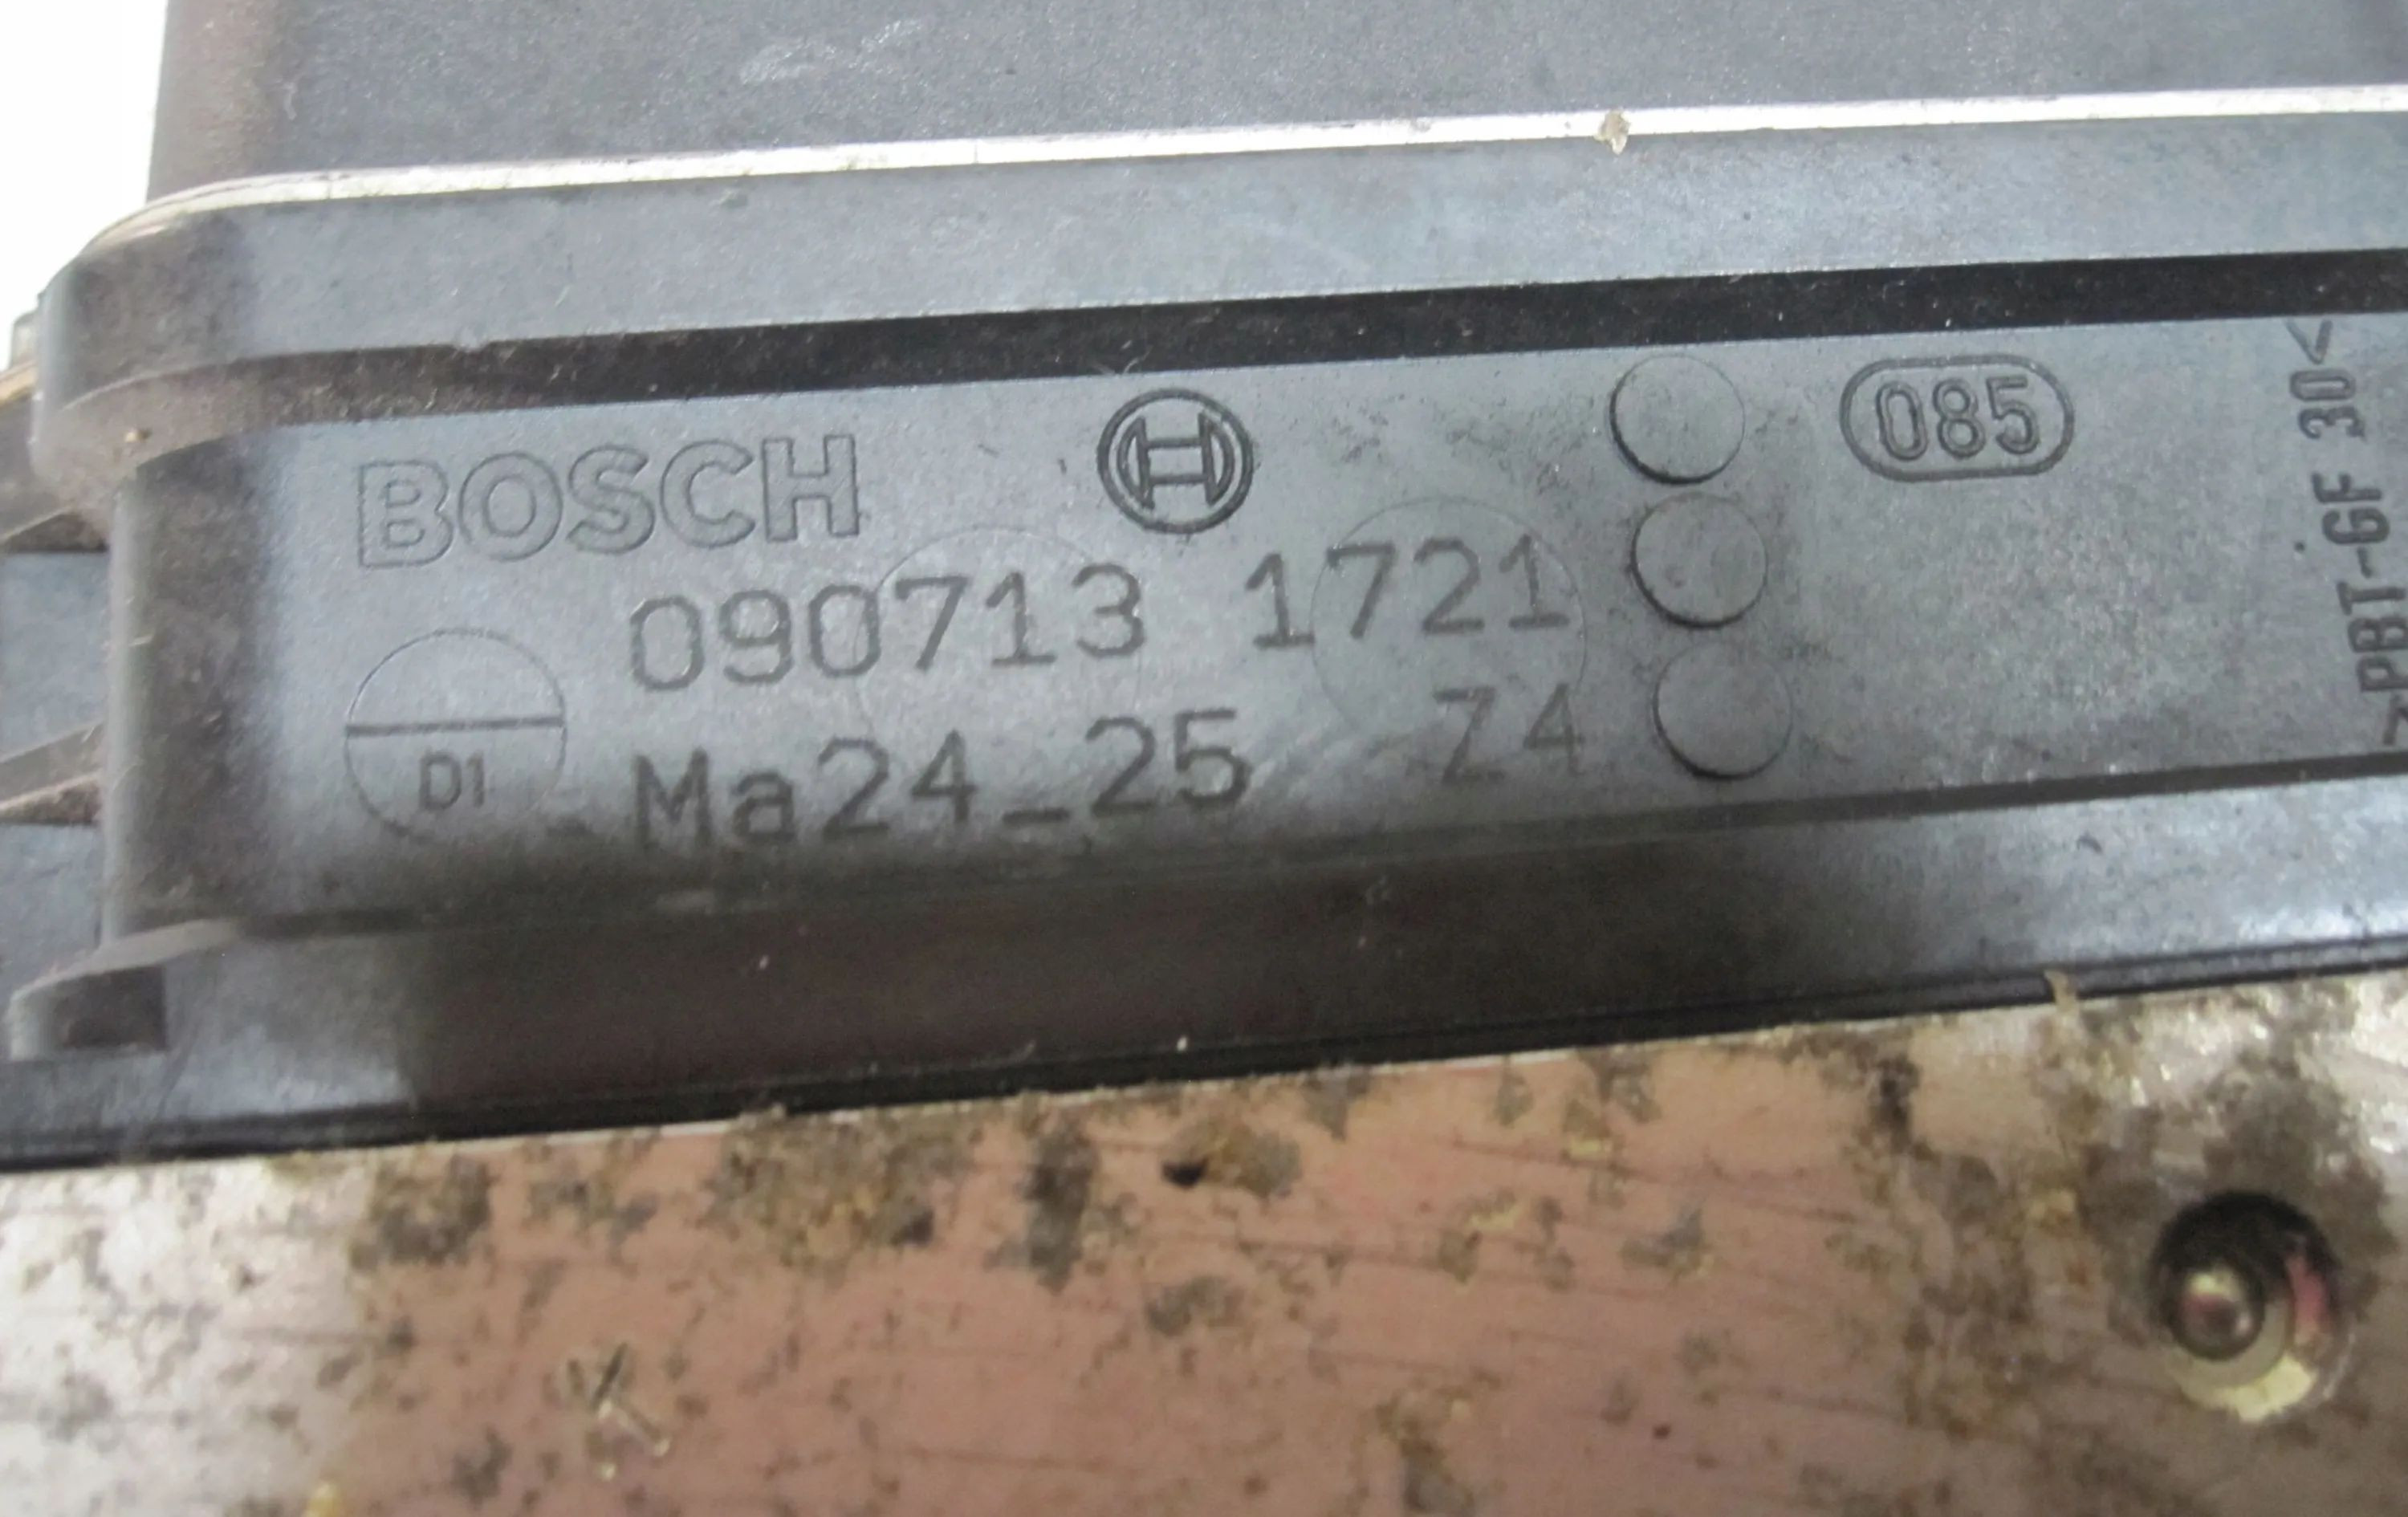 BOSCH
085
090713 1721
Z4
Ma24_25
D1
>PBT-GF 30<